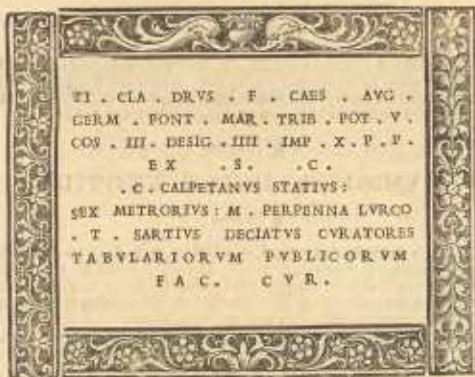 TI . CLA . DRVS . F . CAES . AVG .
GERM . PONT . MAR . TRIB . POT . V .
COS . III . DESIG . IIII . IMP . X . P . P .
EX . S . C .
. C . CALPETANVS STATIVS :
SEX METROBIVS : M . PERPENNA LVRCO
. T . SARTIVS DECIATVS CVRATORES
TABVLARIORVM PVBLICORVM
FAC . CVR .